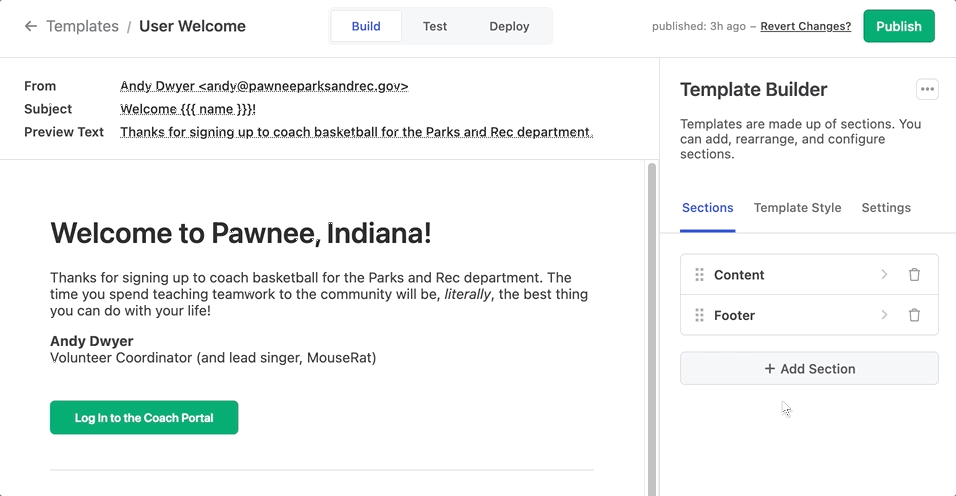 ← Templates / User Welcome
Build
Test
Deploy
published: 3h ago – Revert Changes?
Publish
From Andy Dwyer <andy@pawneeparksandrec.gov>
Subject Welcome {{{ name }}}!
Preview Text Thanks for signing up to coach basketball for the Parks and Rec department.
Welcome to Pawnee, Indiana!
Thanks for signing up to coach basketball for the Parks and Rec department. The
time you spend teaching teamwork to the community will be, literally, the best thing
you can do with your life!
Andy Dwyer
Volunteer Coordinator (and lead singer, MouseRat)
Log In to the Coach Portal
Template Builder
Templates are made up of sections. You
can add, rearrange, and configure
sections.
Sections
Template Style
Settings
Content
Footer
+ Add Section